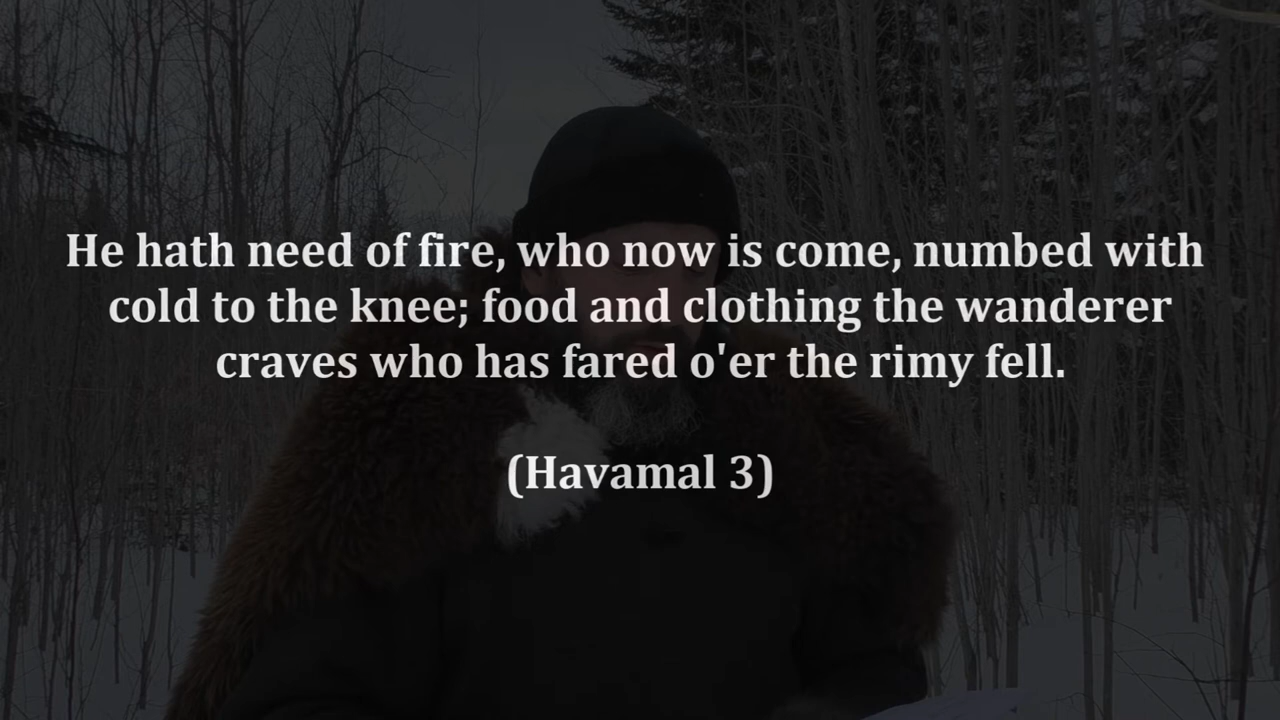 He hath need of fire, who now is come, numbed with
cold to the knee; food and clothing the wanderer
craves who has fared o'er the rimy fell.
(Havamal 3)